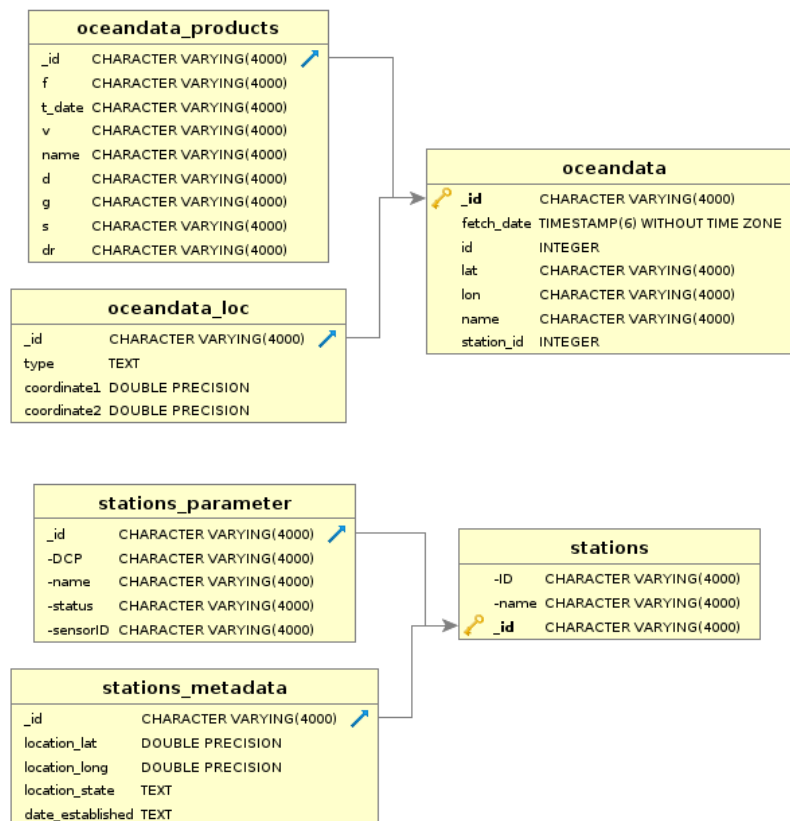 oceandata_products
_id CHARACTER VARYING(4000)
f CHARACTER VARYING(4000)
t_date CHARACTER VARYING(4000)
v CHARACTER VARYING(4000)
name CHARACTER VARYING(4000)
d CHARACTER VARYING(4000)
g CHARACTER VARYING(4000)
s CHARACTER VARYING(4000)
dr CHARACTER VARYING(4000)
oceandata
_id CHARACTER VARYING(4000)
fetch_date TIMESTAMP(6) WITHOUT TIME ZONE
id INTEGER
lat CHARACTER VARYING(4000)
lon CHARACTER VARYING(4000)
name CHARACTER VARYING(4000)
station_id INTEGER
oceandata_loc
_id CHARACTER VARYING(4000)
type TEXT
coordinate1 DOUBLE PRECISION
coordinate2 DOUBLE PRECISION
stations_parameter
_id CHARACTER VARYING(4000)
-DCP CHARACTER VARYING(4000)
-name CHARACTER VARYING(4000)
-status CHARACTER VARYING(4000)
-sensorID CHARACTER VARYING(4000)
stations
-ID CHARACTER VARYING(4000)
-name CHARACTER VARYING(4000)
_id CHARACTER VARYING(4000)
stations_metadata
_id CHARACTER VARYING(4000)
location_lat DOUBLE PRECISION
location_long DOUBLE PRECISION
location_state TEXT
date_established TEXT